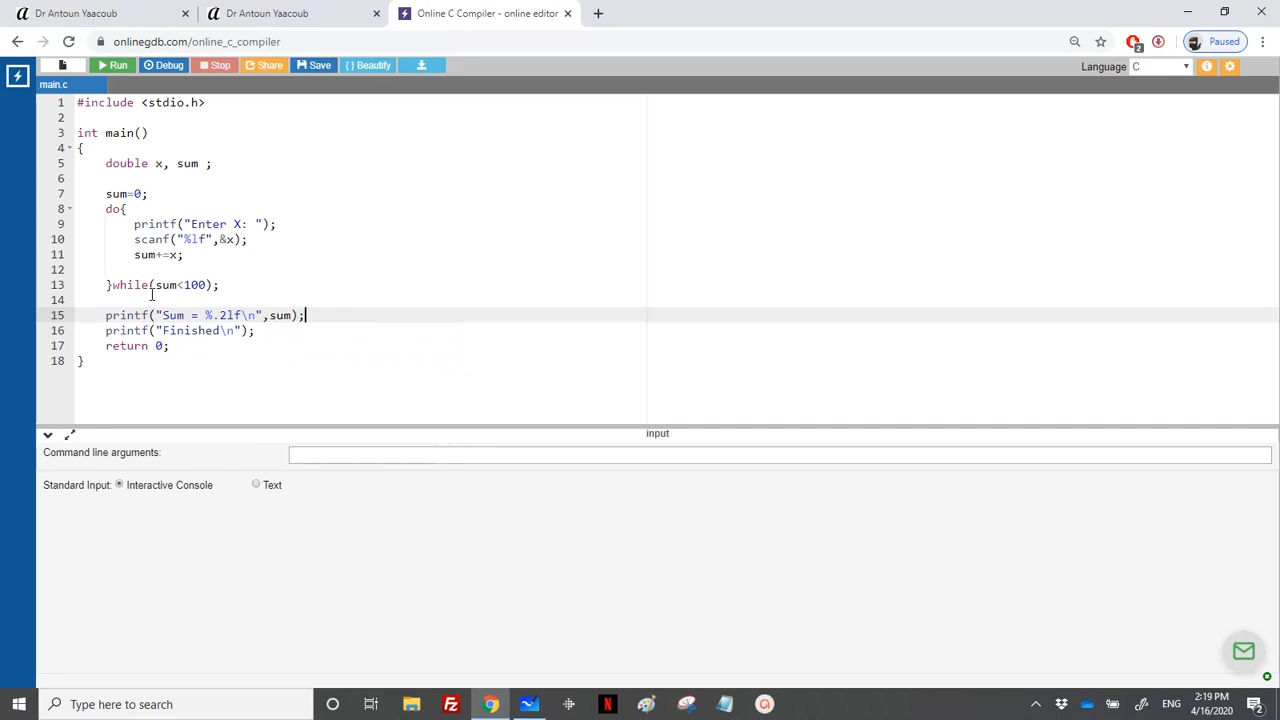 Dr Antoun Yaacoub
Dr Antoun Yaacoub
Online C Compiler - online editor
onlinegdb.com/online_c_compiler
2
Paused
Run
Debug
Stop
Share
Save
{ } Beautify
Language C
main.c
1 #include <stdio.h>
2
3 int main()
4 {
5 double x, sum ;
6
7 sum=0;
8 do{
9 printf("Enter X: ");
10 scanf("%lf",&x);
11 sum+=x;
12
13 }while(sum<100);
14
15 printf("Sum = %.2lf\n",sum);
16 printf("Finished\n");
17 return 0;
18 }
input
Command line arguments:
Standard Input: Interactive Console Text
Type here to search
ENG
2:19 PM
4/16/2020
2